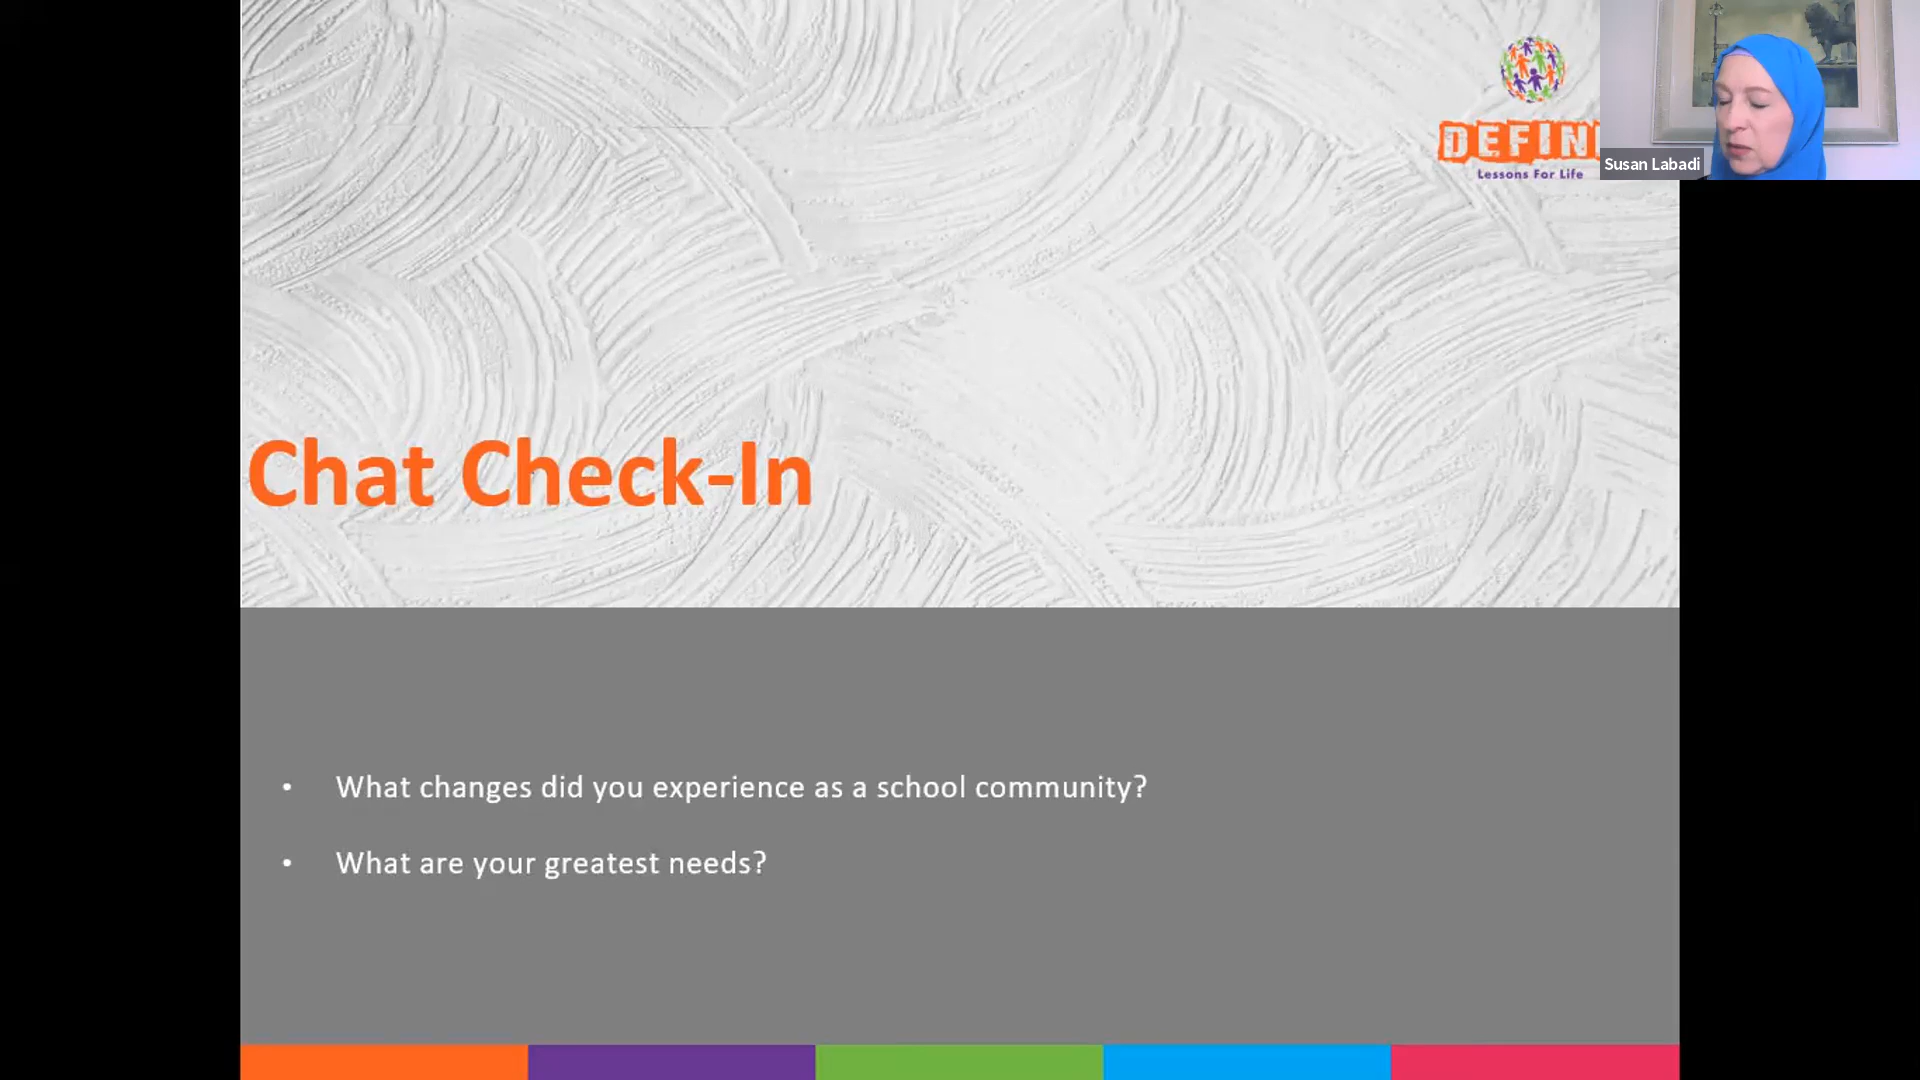 DEFIN
Lessons For Life
Susan Labadi
Chat Check-In
• What changes did you experience as a school community?
• What are your greatest needs?